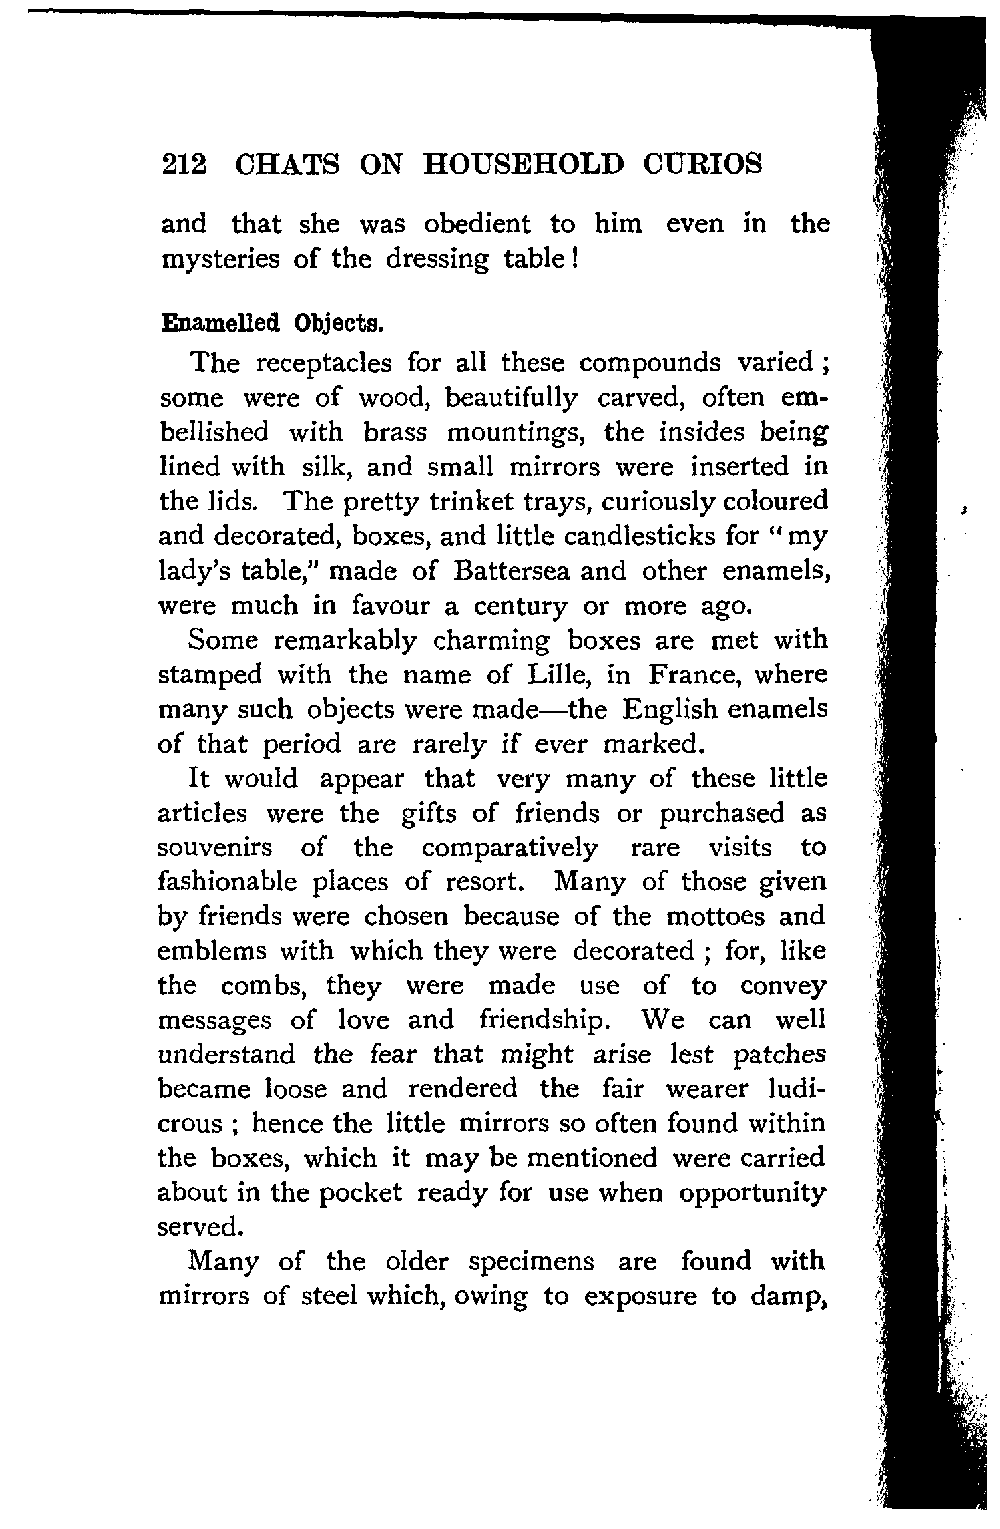 212 CHATS ON HOUSEHOLD CURIOS
and that she was obedient to him even in the
mysteries of the dressing table !
Enamelled Objects.
The receptacles for all these compounds varied ;
some were of wood, beautifully carved, often em-
bellished with brass mountings, the insides being
lined with silk, and small mirrors were inserted in
the lids. The pretty trinket trays, curiously coloured
and decorated, boxes, and little candlesticks for "my
lady's table," made of Battersea and other enamels,
were much in favour a century or more ago.
Some remarkably charming boxes are met with
stamped with the name of Lille, in France, where
many such objects were made—the English enamels
of that period are rarely if ever marked.
It would appear that very many of these little
articles were the gifts of friends or purchased as
souvenirs of the comparatively rare visits to
fashionable places of resort. Many of those given
by friends were chosen because of the mottoes and
emblems with which they were decorated ; for, like
the combs, they were made use of to convey
messages of love and friendship. We can well
understand the fear that might arise lest patches
became loose and rendered the fair wearer ludi-
crous ; hence the little mirrors so often found within
the boxes, which it may be mentioned were carried
about in the pocket ready for use when opportunity
served.
Many of the older specimens are found with
mirrors of steel which, owing to exposure to damp,